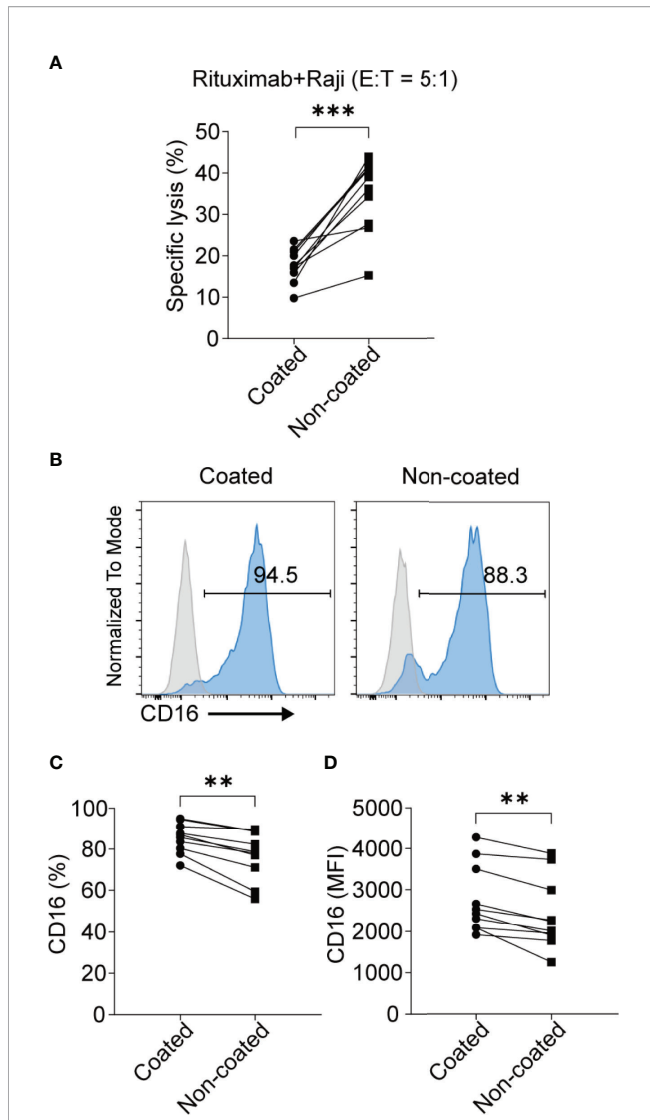 A
Rituximab+Raji (E:T = 5:1)
***
Specific lysis (%)
50
40
30
20
10
0
Coated
Non-coated
B
Coated
Non-coated
Normalized To Mode
94.5
88.3
CD16
C
**
CD16 (%)
100
80
60
40
20
0
Coated
Non-coated
D
**
CD16 (MFI)
5000
4000
3000
2000
1000
0
Coated
Non-coated